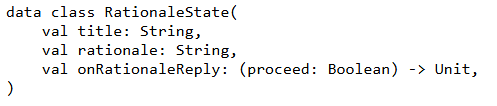 data class RationaleState(
    val title: String,
    val rationale: String,
    val onRationaleReply: (proceed: Boolean) -> Unit,
)